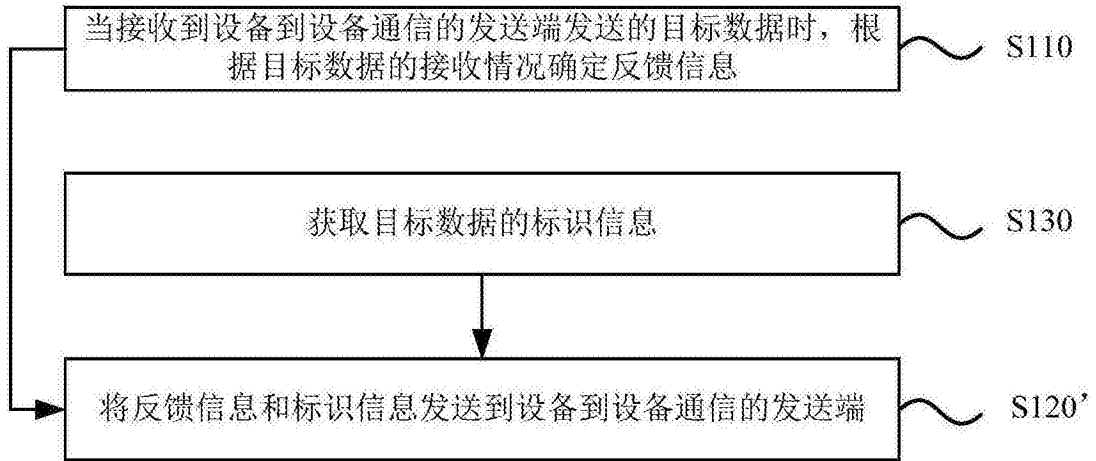 当接收到设备到设备通信的发送端发送的目标数据时，根
据目标数据的接收情况确定反馈信息
S110
获取目标数据的标识信息
S130
将反馈信息和标识信息发送到设备到设备通信的发送端
S120’